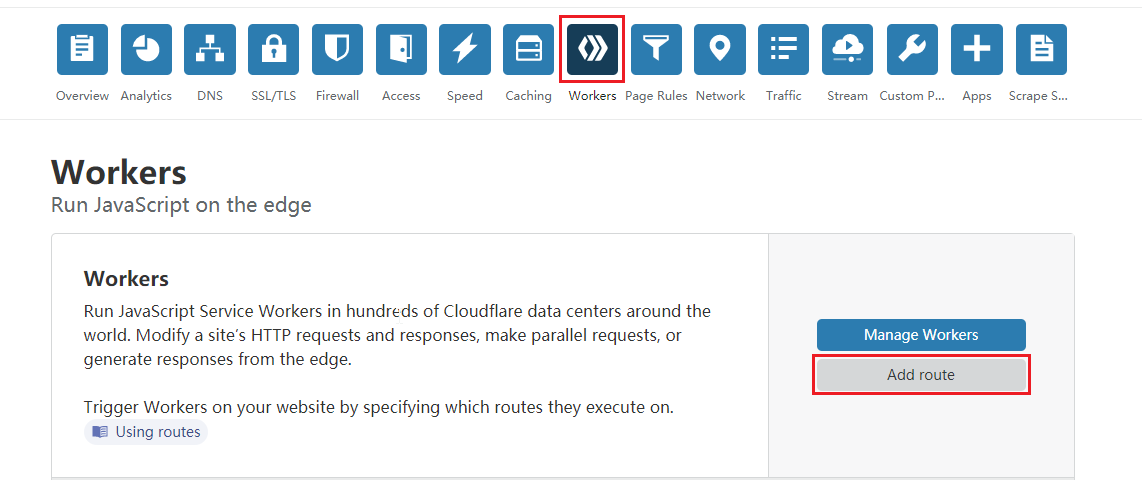 Overview Analytics DNS SSL/TLS Firewall Access Speed Caching Workers Page Rules Network Traffic Stream Custom P... Apps Scrape S...
Workers
Run JavaScript on the edge
Workers
Run JavaScript Service Workers in hundreds of Cloudflare data centers around the
world. Modify a site's HTTP requests and responses, make parallel requests, or
generate responses from the edge.
Trigger Workers on your website by specifying which routes they execute on.
Using routes
Manage Workers
Add route